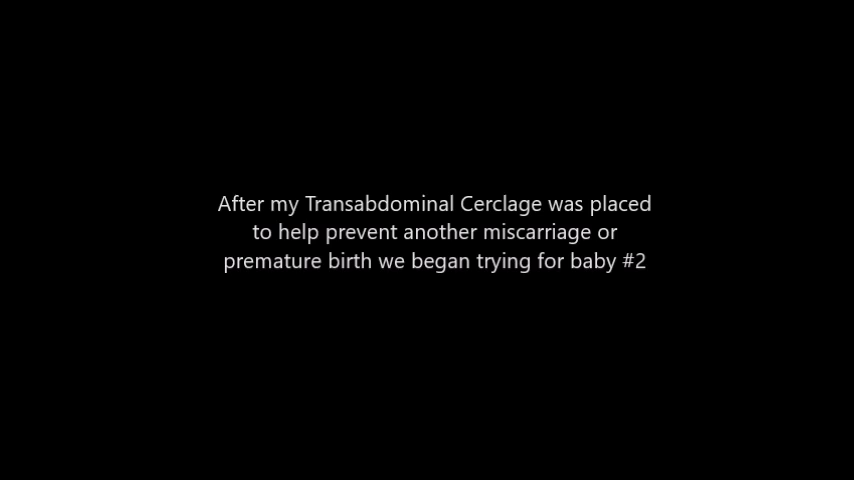 After my Transabdominal Cerclage was placed
to help prevent another miscarriage or
premature birth we began trying for baby #2